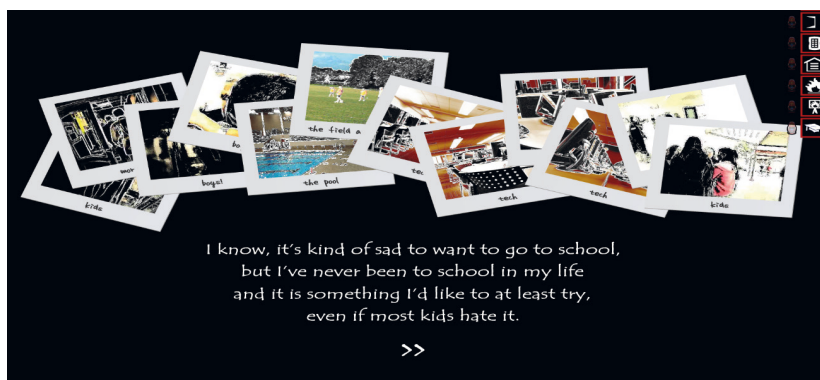 the field a
boys!
the pool
tech
tech
kids
kids
I know, it's kind of sad to want to go to school,
but I've never been to school in my life
and it is something I'd like to at least try,
even if most kids hate it.
>>